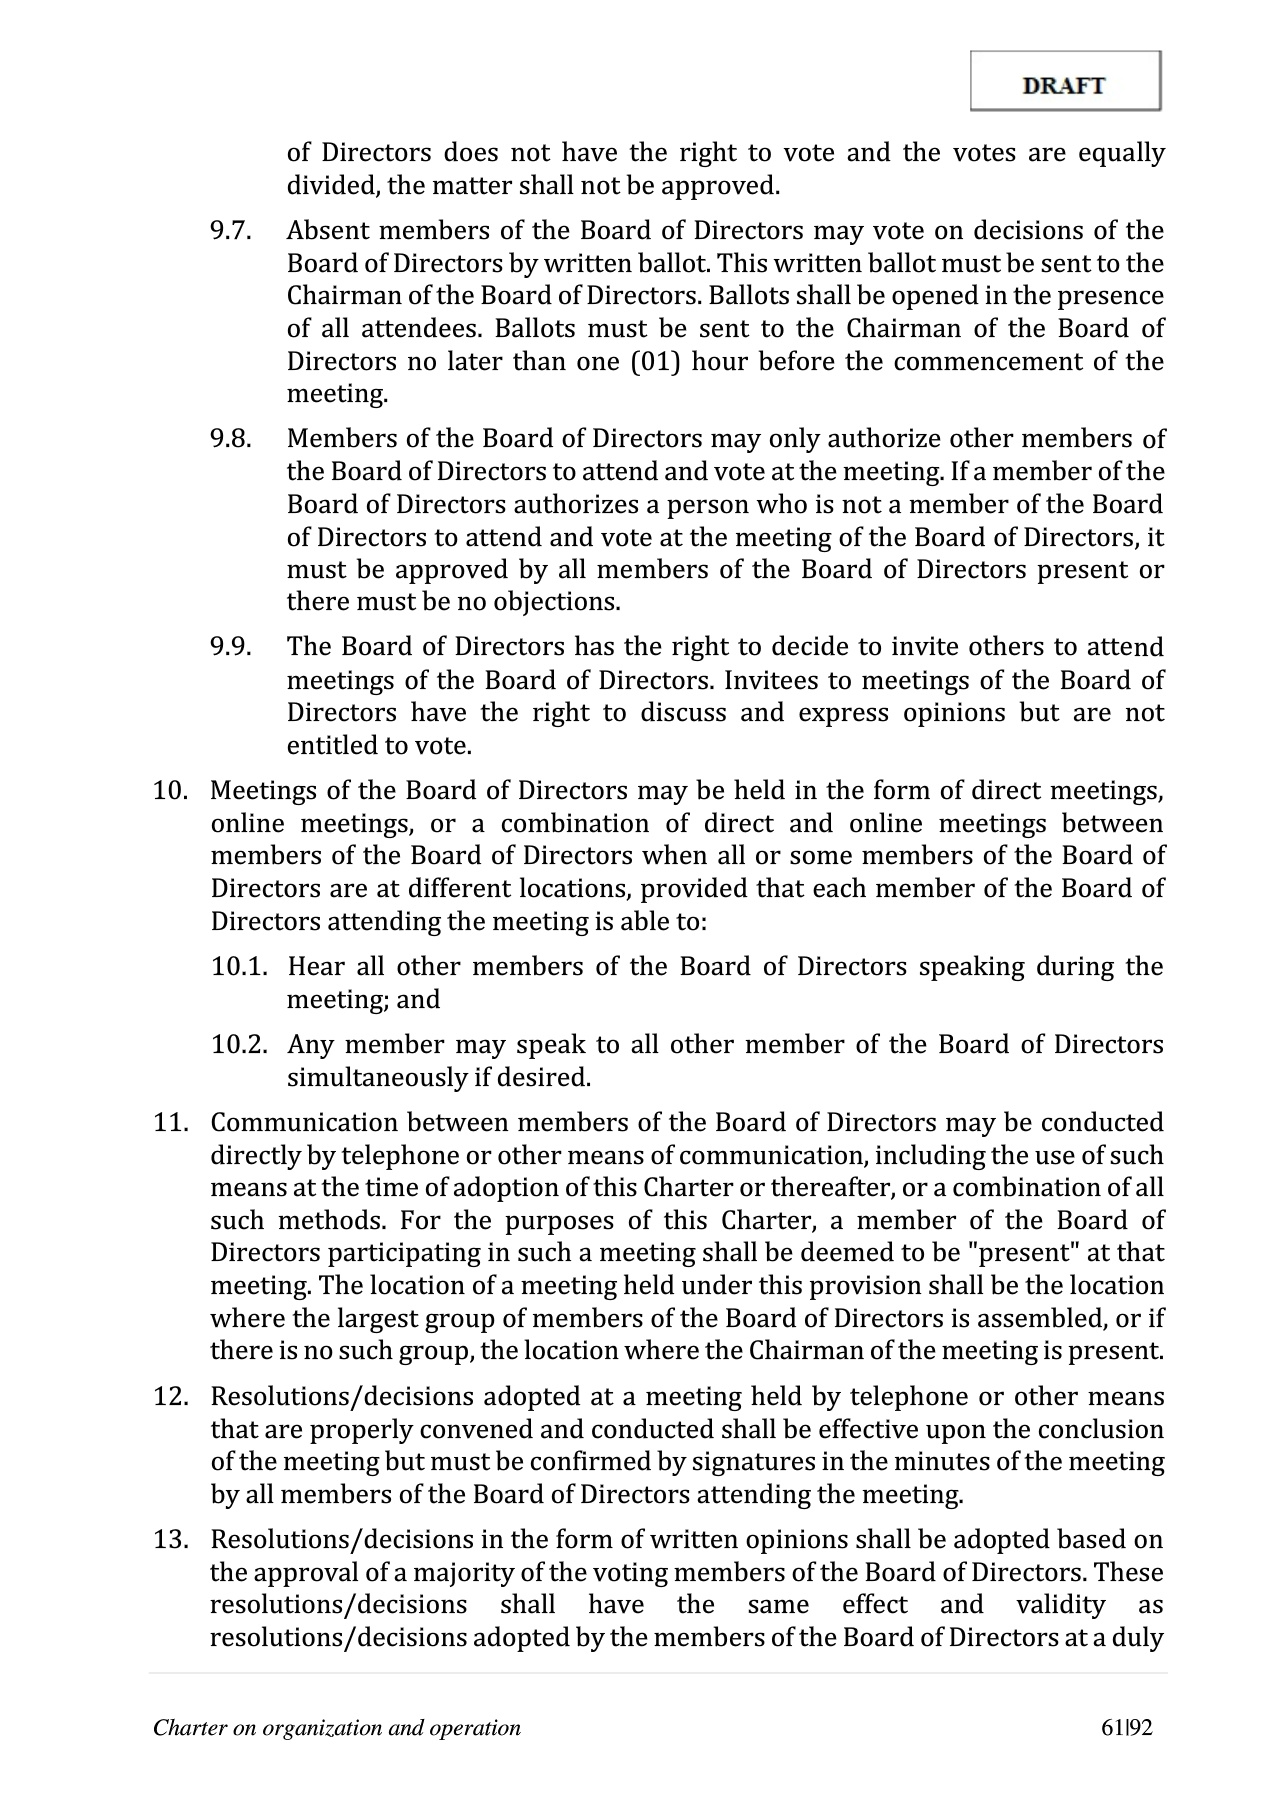 DRAFT
of Directors does not have the right to vote and the votes are equally
divided, the matter shall not be approved.
9.7. Absent members of the Board of Directors may vote on decisions of the
Board of Directors by written ballot. This written ballot must be sent to the
Chairman of the Board of Directors. Ballots shall be opened in the presence
of all attendees. Ballots must be sent to the Chairman of the Board of
Directors no later than one (01) hour before the commencement of the
meeting.
9.8. Members of the Board of Directors may only authorize other members of
the Board of Directors to attend and vote at the meeting. If a member of the
Board of Directors authorizes a person who is not a member of the Board
of Directors to attend and vote at the meeting of the Board of Directors, it
must be approved by all members of the Board of Directors present or
there must be no objections.
9.9. The Board of Directors has the right to decide to invite others to attend
meetings of the Board of Directors. Invitees to meetings of the Board of
Directors have the right to discuss and express opinions but are not
entitled to vote.
10. Meetings of the Board of Directors may be held in the form of direct meetings,
online meetings, or a combination of direct and online meetings between
members of the Board of Directors when all or some members of the Board of
Directors are at different locations, provided that each member of the Board of
Directors attending the meeting is able to:
10.1. Hear all other members of the Board of Directors speaking during the
meeting; and
10.2. Any member may speak to all other member of the Board of Directors
simultaneously if desired.
11. Communication between members of the Board of Directors may be conducted
directly by telephone or other means of communication, including the use of such
means at the time of adoption of this Charter or thereafter, or a combination of all
such methods. For the purposes of this Charter, a member of the Board of
Directors participating in such a meeting shall be deemed to be "present" at that
meeting. The location of a meeting held under this provision shall be the location
where the largest group of members of the Board of Directors is assembled, or if
there is no such group, the location where the Chairman of the meeting is present.
12. Resolutions/decisions adopted at a meeting held by telephone or other means
that are properly convened and conducted shall be effective upon the conclusion
of the meeting but must be confirmed by signatures in the minutes of the meeting
by all members of the Board of Directors attending the meeting.
13. Resolutions/decisions in the form of written opinions shall be adopted based on
the approval of a majority of the voting members of the Board of Directors. These
resolutions/decisions shall have the same effect and validity as
resolutions/decisions adopted by the members of the Board of Directors at a duly
Charter on organization and operation 61|92